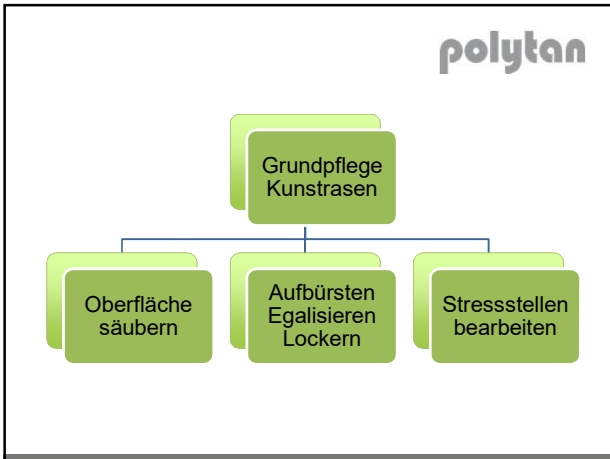 polytan
Grundpflege
Kunstrasen
Oberfläche
säubern
Aufbürsten
Egalisieren
Lockern
Stressstellen
bearbeiten